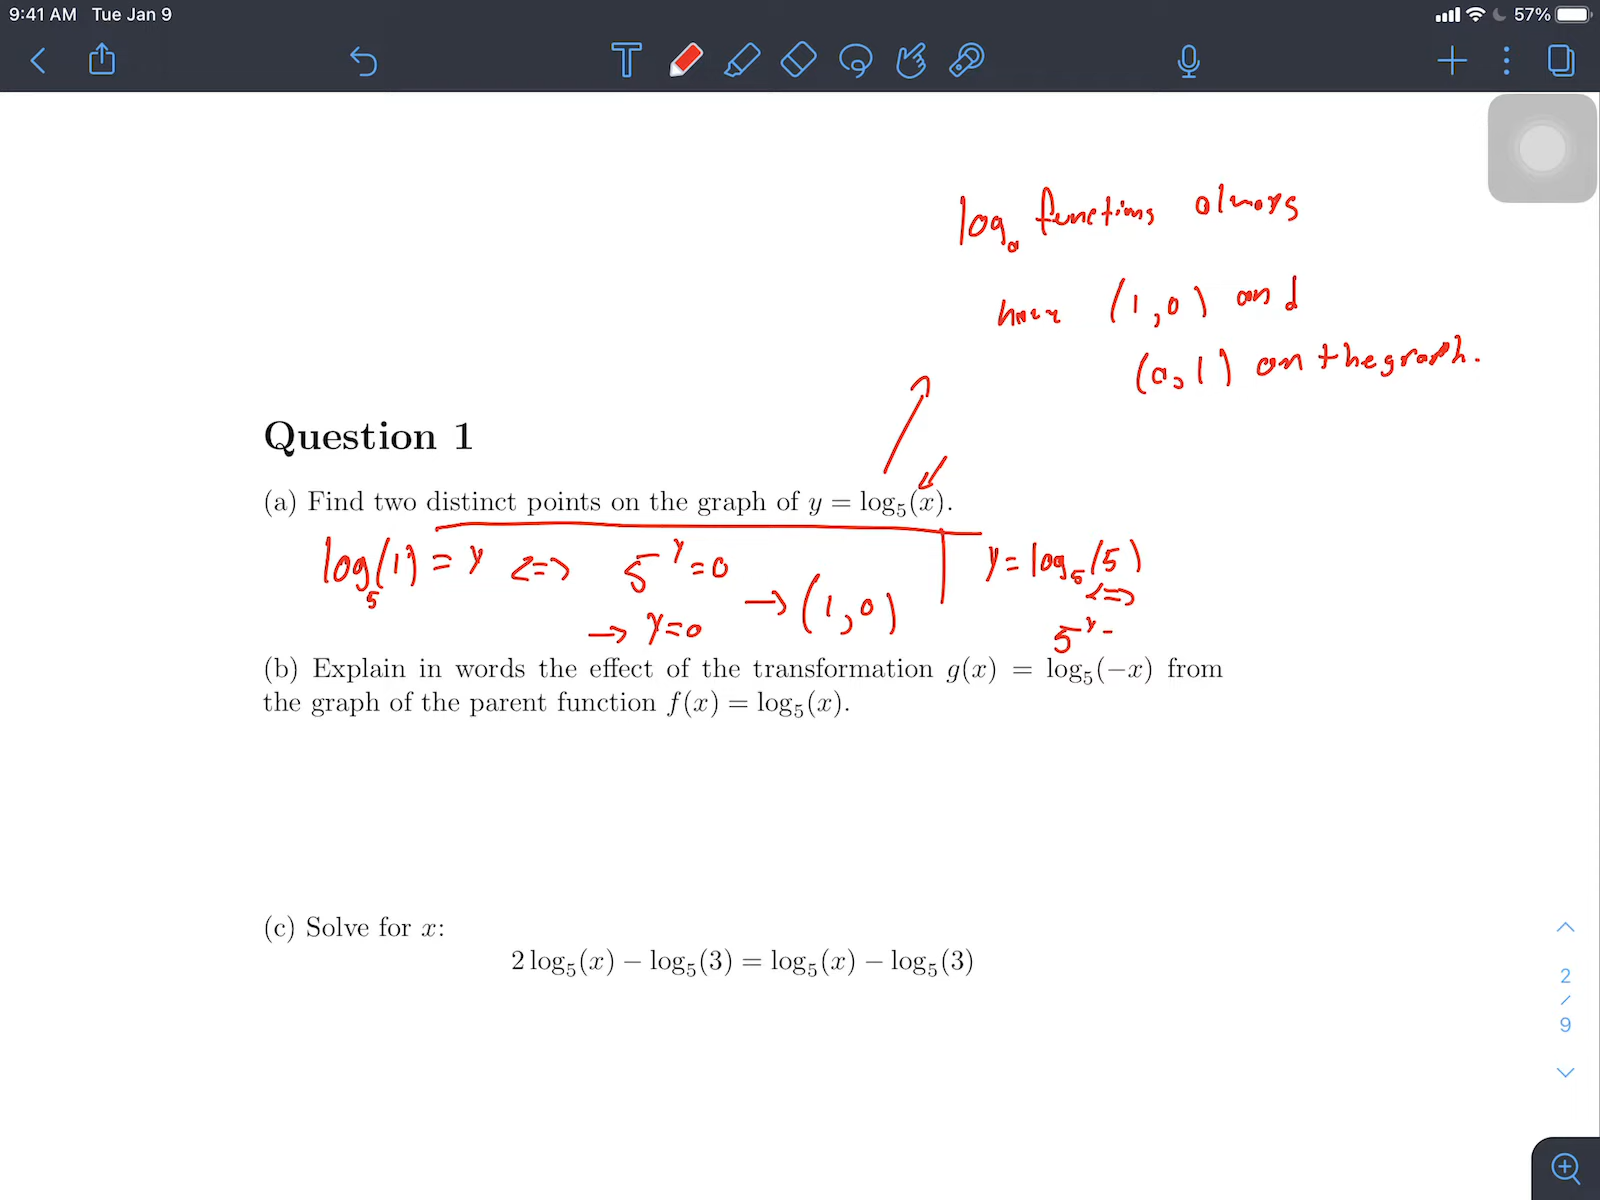 9:41 AM Tue Jan 9
57%
log_a functions always
have (1,0) and
(a,1) on the graph.
Question 1
(a) Find two distinct points on the graph of y = log₅(x).
log₅(1) = y <=> 5^y=0
→ y=0 → (1,0)
y = log₅(5)
<=>
5^y =
(b) Explain in words the effect of the transformation g(x) = log₅(−x) from
the graph of the parent function f(x) = log₅(x).
(c) Solve for x:
2 log₅(x) − log₅(3) = log₅(x) − log₅(3)
2
/
9